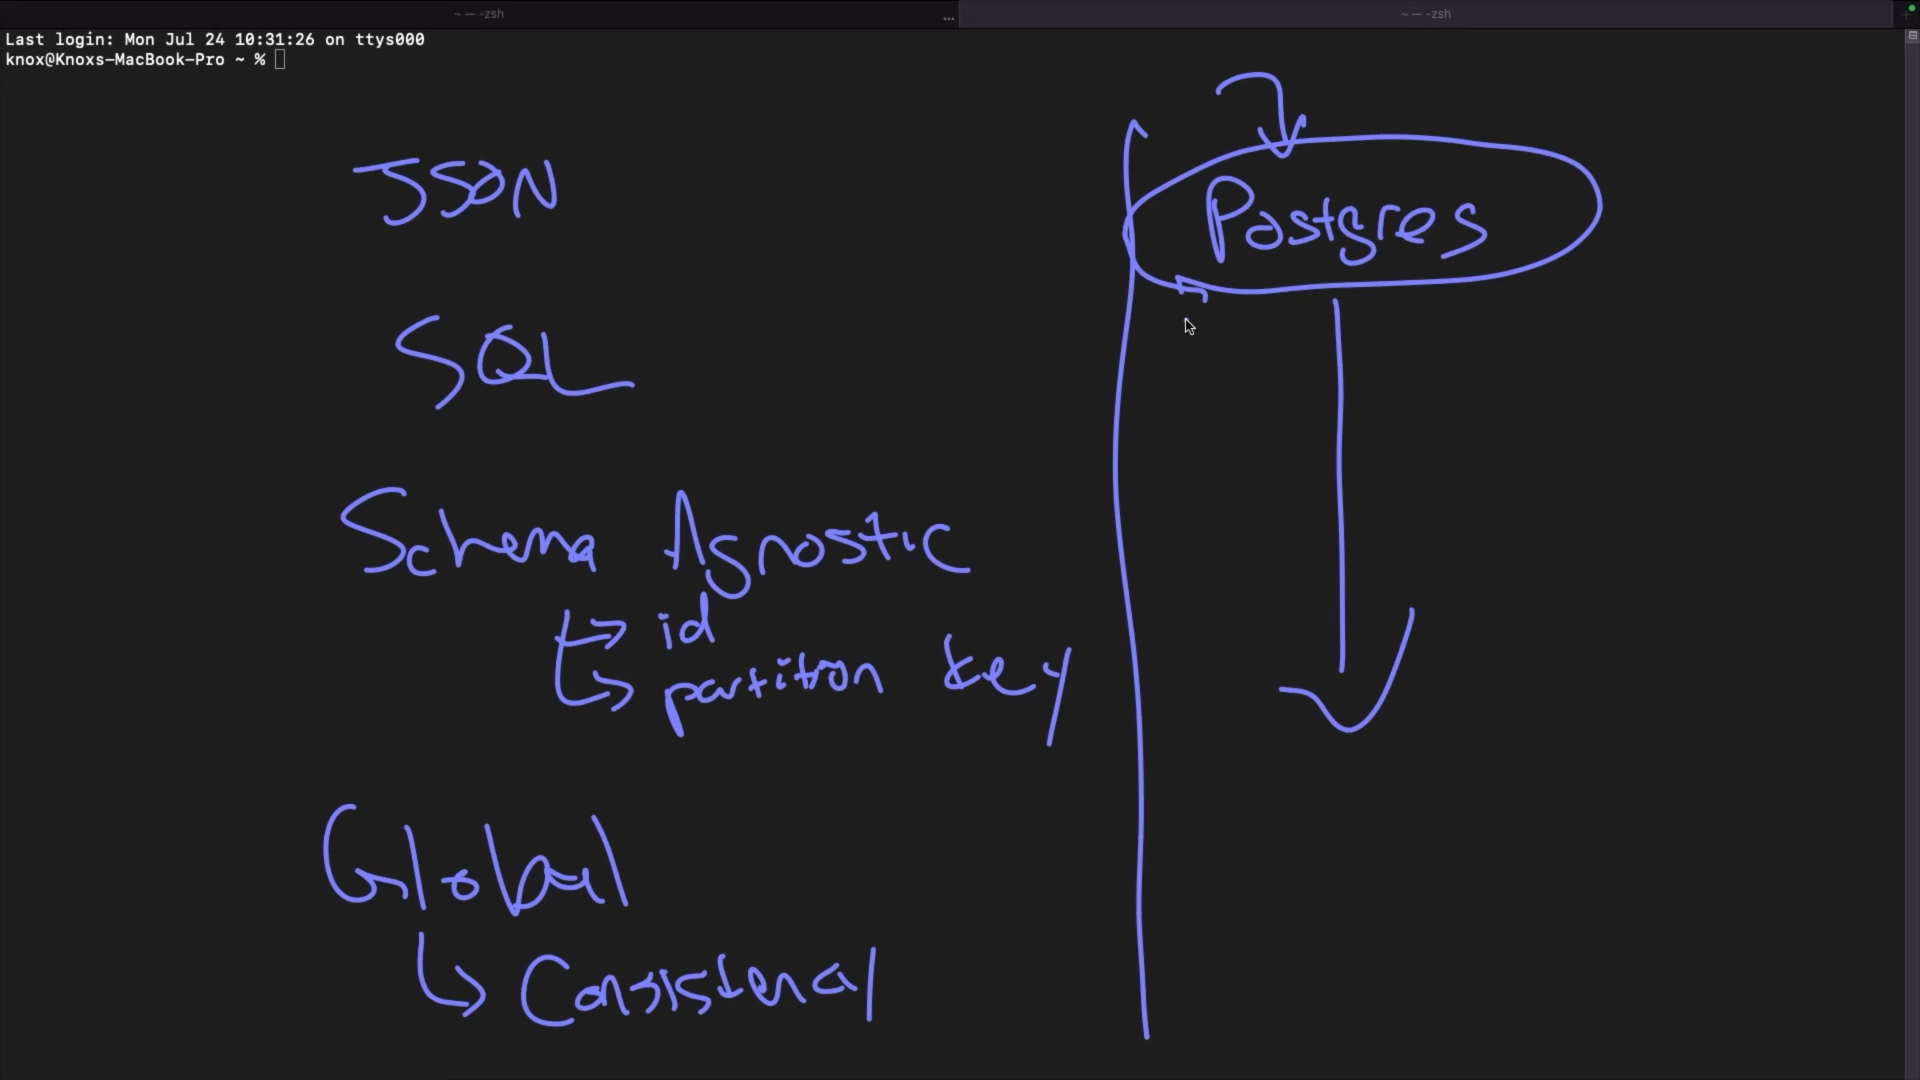 ~ — -zsh
...
~ — -zsh
Last login: Mon Jul 24 10:31:26 on ttys000
knox@Knoxs-MacBook-Pro ~ %
JSON
SQL
Schema Agnostic
id
partition key
Global
Postgres